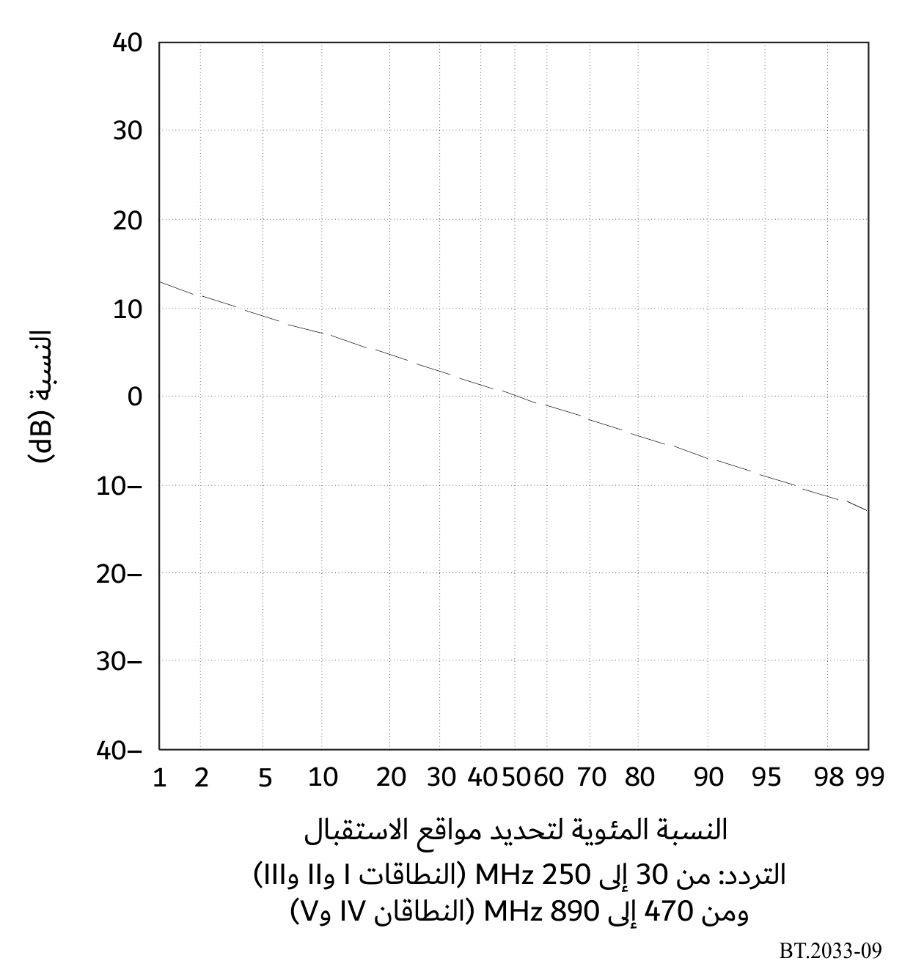 40
30
20
10
0
10–
20–
30–
40–
النسبة (dB)
1 2 5 10 20 30 40 50 60 70 80 90 95 98 99
النسبة المئوية لتحديد مواقع الاستقبال
التردد: من 30 إلى 250 MHz (النطاقات I وII وIII)
ومن 470 إلى 890 MHz (النطاقان IV وV)
BT.2033-09